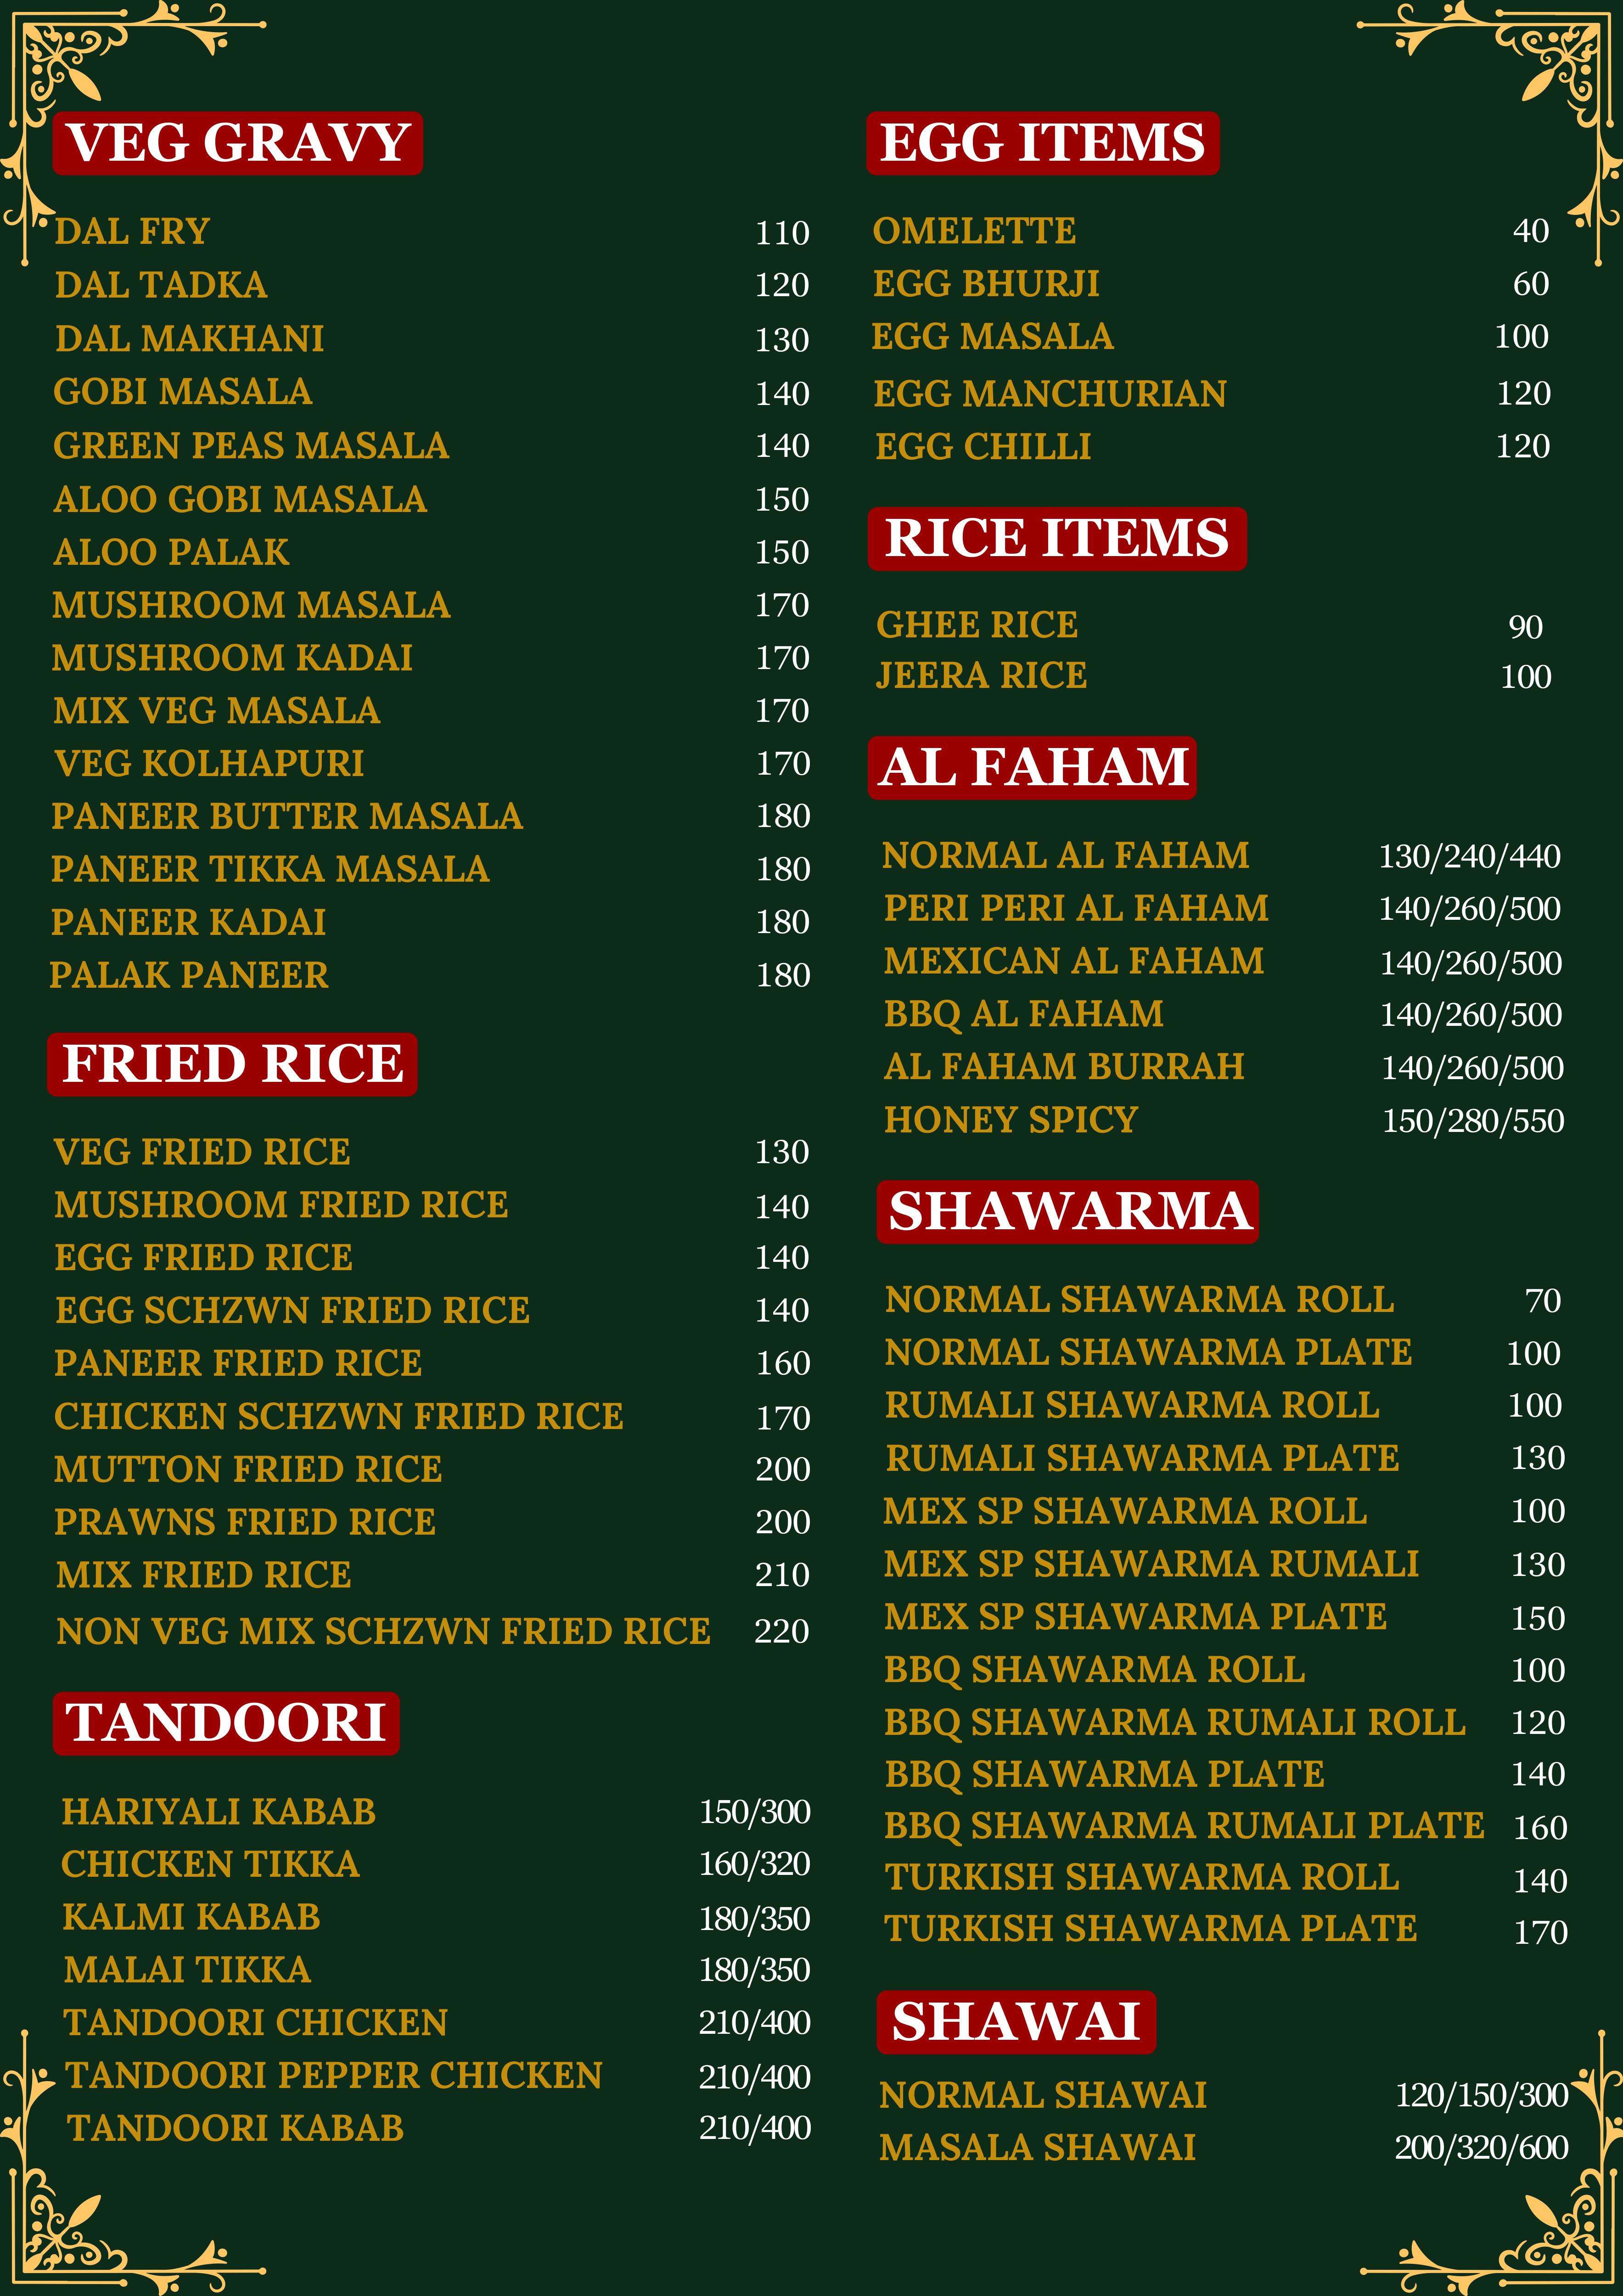 VEG GRAVY
DAL FRY 110
DAL TADKA 120
DAL MAKHANI 130
GOBI MASALA 140
GREEN PEAS MASALA 140
ALOO GOBI MASALA 150
ALOO PALAK 150
MUSHROOM MASALA 170
MUSHROOM KADAI 170
MIX VEG MASALA 170
VEG KOLHAPURI 170
PANEER BUTTER MASALA 180
PANEER TIKKA MASALA 180
PANEER KADAI 180
PALAK PANEER 180
FRIED RICE
VEG FRIED RICE 130
MUSHROOM FRIED RICE 140
EGG FRIED RICE 140
EGG SCHZWN FRIED RICE 140
PANEER FRIED RICE 160
CHICKEN SCHZWN FRIED RICE 170
MUTTON FRIED RICE 200
PRAWNS FRIED RICE 200
MIX FRIED RICE 210
NON VEG MIX SCHZWN FRIED RICE 220
TANDOORI
HARIYALI KABAB 150/300
CHICKEN TIKKA 160/320
KALMI KABAB 180/350
MALAI TIKKA 180/350
TANDOORI CHICKEN 210/400
TANDOORI PEPPER CHICKEN 210/400
TANDOORI KABAB 210/400
EGG ITEMS
OMELETTE 40
EGG BHURJI 60
EGG MASALA 100
EGG MANCHURIAN 120
EGG CHILLI 120
RICE ITEMS
GHEE RICE 90
JEERA RICE 100
AL FAHAM
NORMAL AL FAHAM 130/240/440
PERI PERI AL FAHAM 140/260/500
MEXICAN AL FAHAM 140/260/500
BBQ AL FAHAM 140/260/500
AL FAHAM BURRAH 140/260/500
HONEY SPICY 150/280/550
SHAWARMA
NORMAL SHAWARMA ROLL 70
NORMAL SHAWARMA PLATE 100
RUMALI SHAWARMA ROLL 100
RUMALI SHAWARMA PLATE 130
MEX SP SHAWARMA ROLL 100
MEX SP SHAWARMA RUMALI 130
MEX SP SHAWARMA PLATE 150
BBQ SHAWARMA ROLL 100
BBQ SHAWARMA RUMALI ROLL 120
BBQ SHAWARMA PLATE 140
BBQ SHAWARMA RUMALI PLATE 160
TURKISH SHAWARMA ROLL 140
TURKISH SHAWARMA PLATE 170
SHAWAI
NORMAL SHAWAI 120/150/300
MASALA SHAWAI 200/320/600